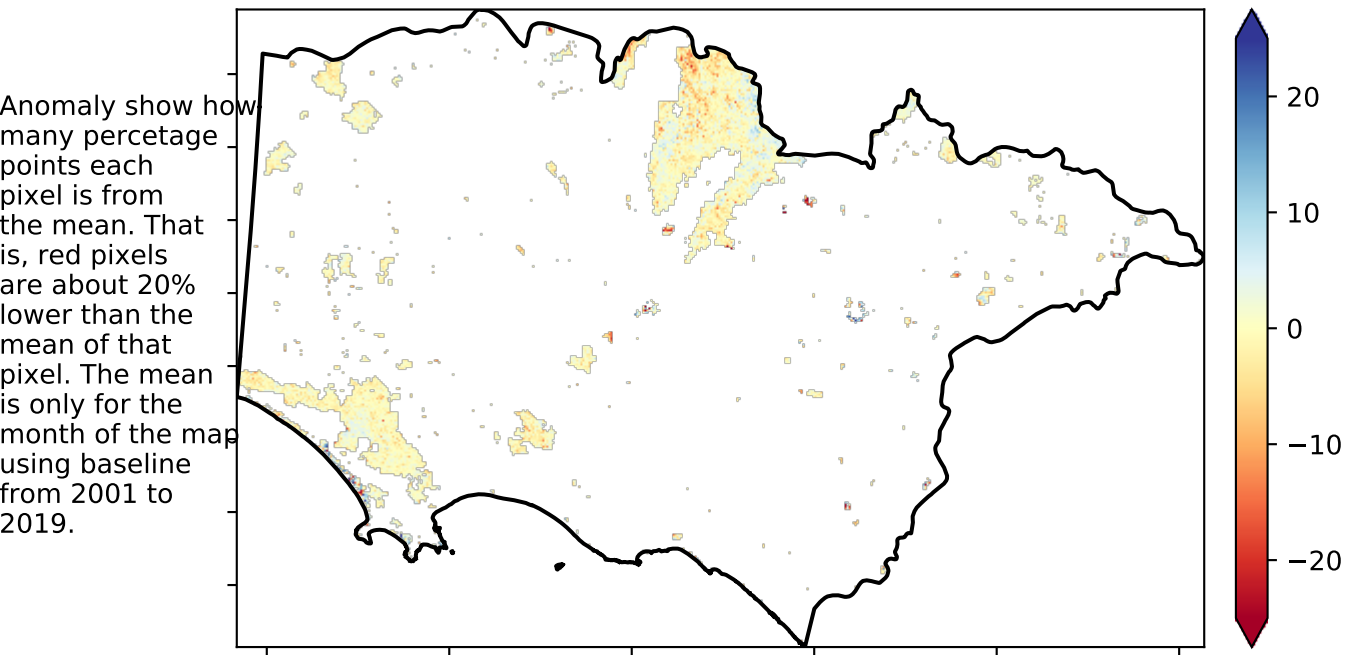 Anomaly show how
many percetage
points each
pixel is from
the mean. That
is, red pixels
are about 20%
lower than the
mean of that
pixel. The mean
is only for the
month of the map
using baseline
from 2001 to
2019.
20
10
0
−10
−20